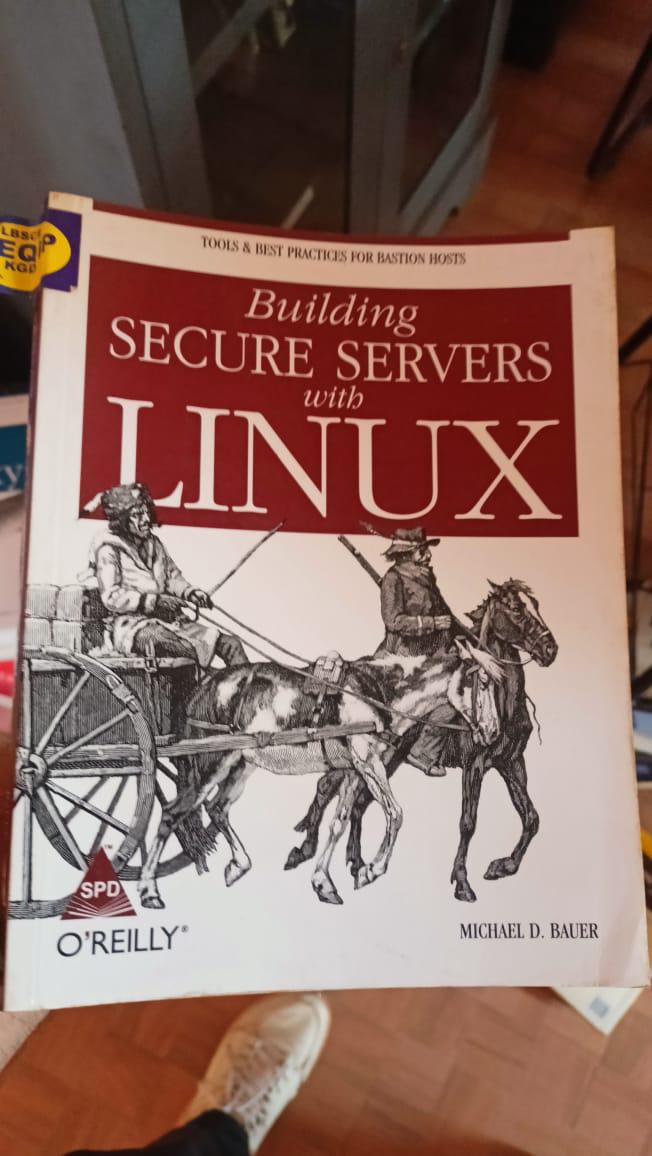 TOOLS & BEST PRACTICES FOR BASTION HOSTS
Building
SECURE SERVERS
with
LINUX
SPD
O'REILLY®
MICHAEL D. BAUER